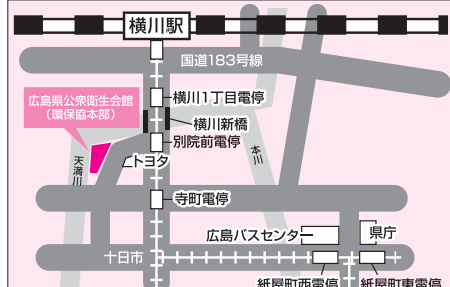 横川駅
国道183号線
広島県公衆衛生会館
(環保協本部)
横川1丁目電停
横川新橋
別院前電停
天満川
トヨタ
本川
寺町電停
広島バスセンター
県庁
十日市
紙屋町西電停
紙屋町東電停